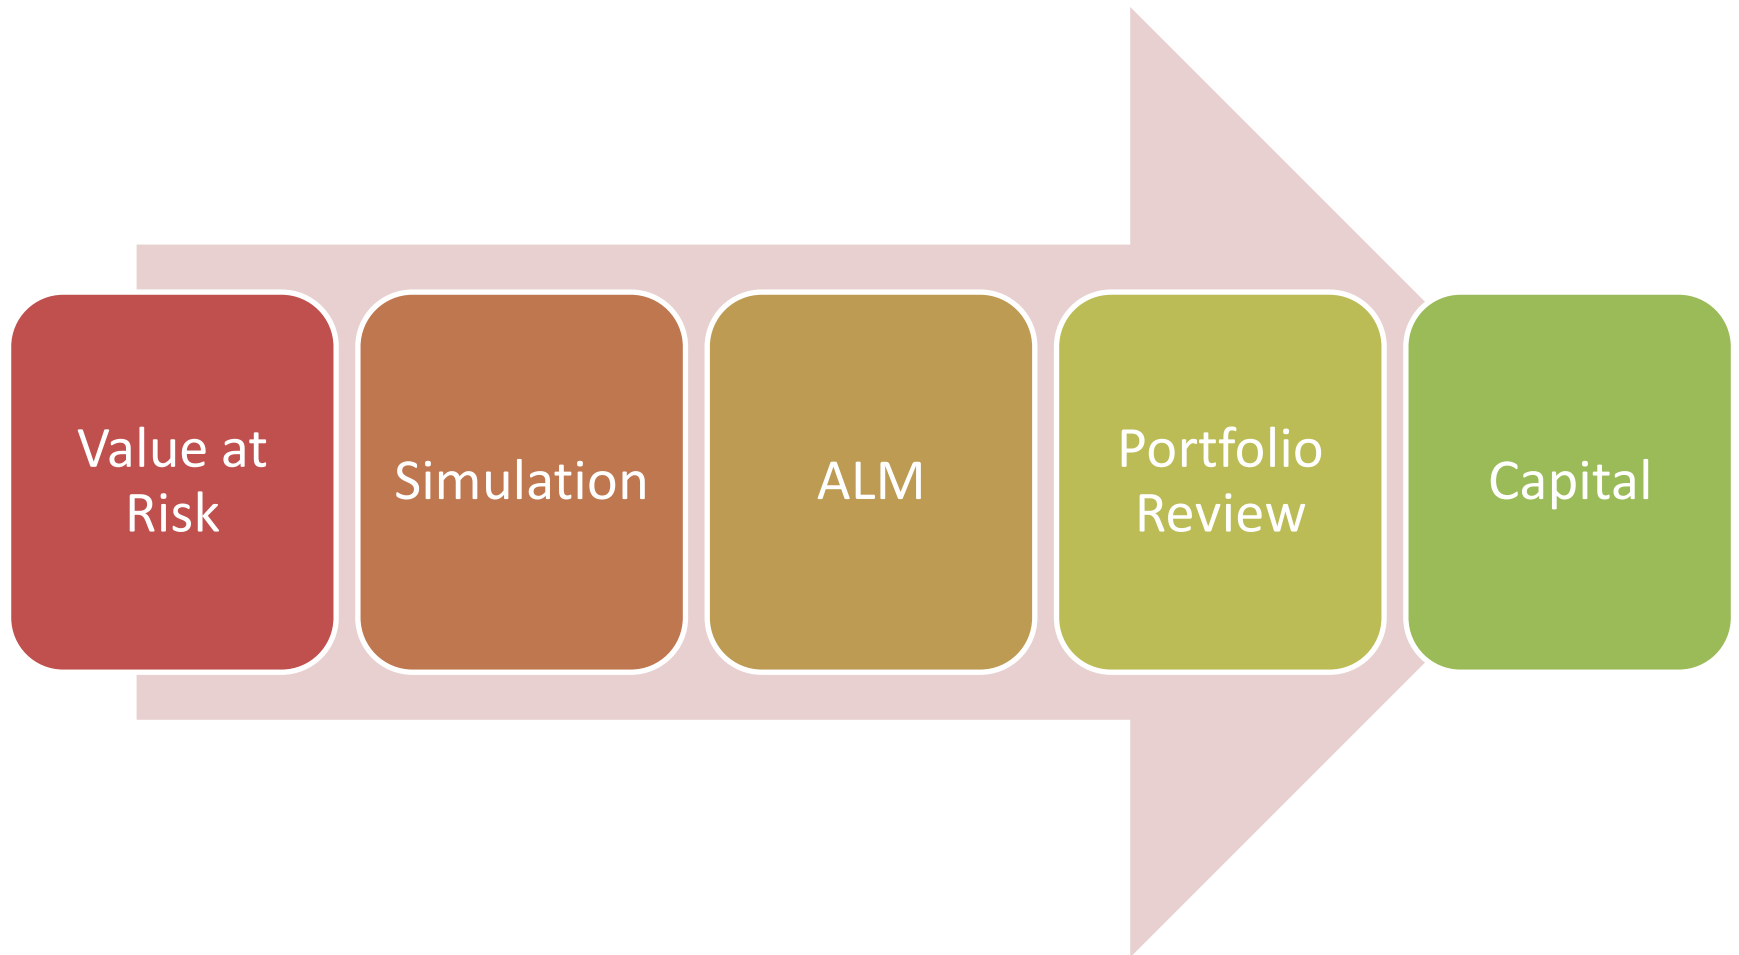 Value at
Risk
Simulation
ALM
Portfolio
Review
Capital